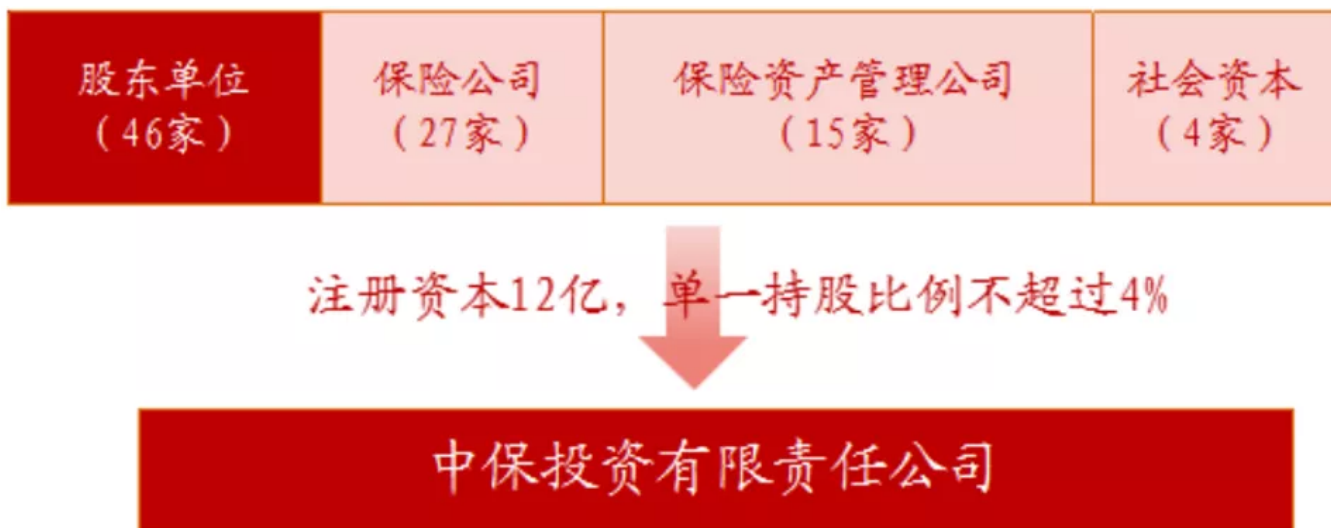 股东单位
（46家）
保险公司
（27家）
保险资产管理公司
（15家）
社会资本
（4家）
注册资本12亿，单一持股比例不超过4%
中保投资有限责任公司